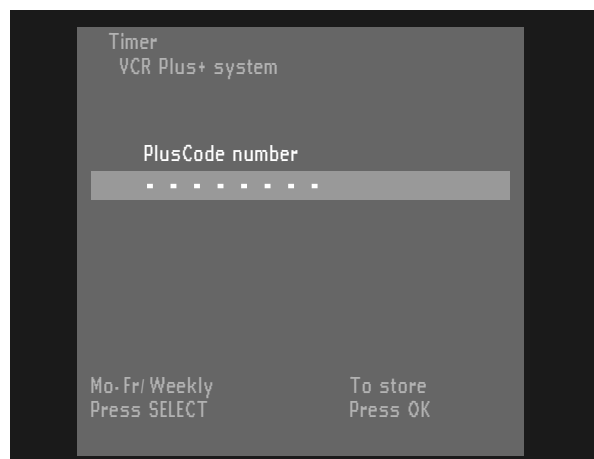 Timer
VCR Plus+ system
PlusCode number
- - - - - - - -
Mo-Fr/Weekly
Press SELECT
To store
Press OK